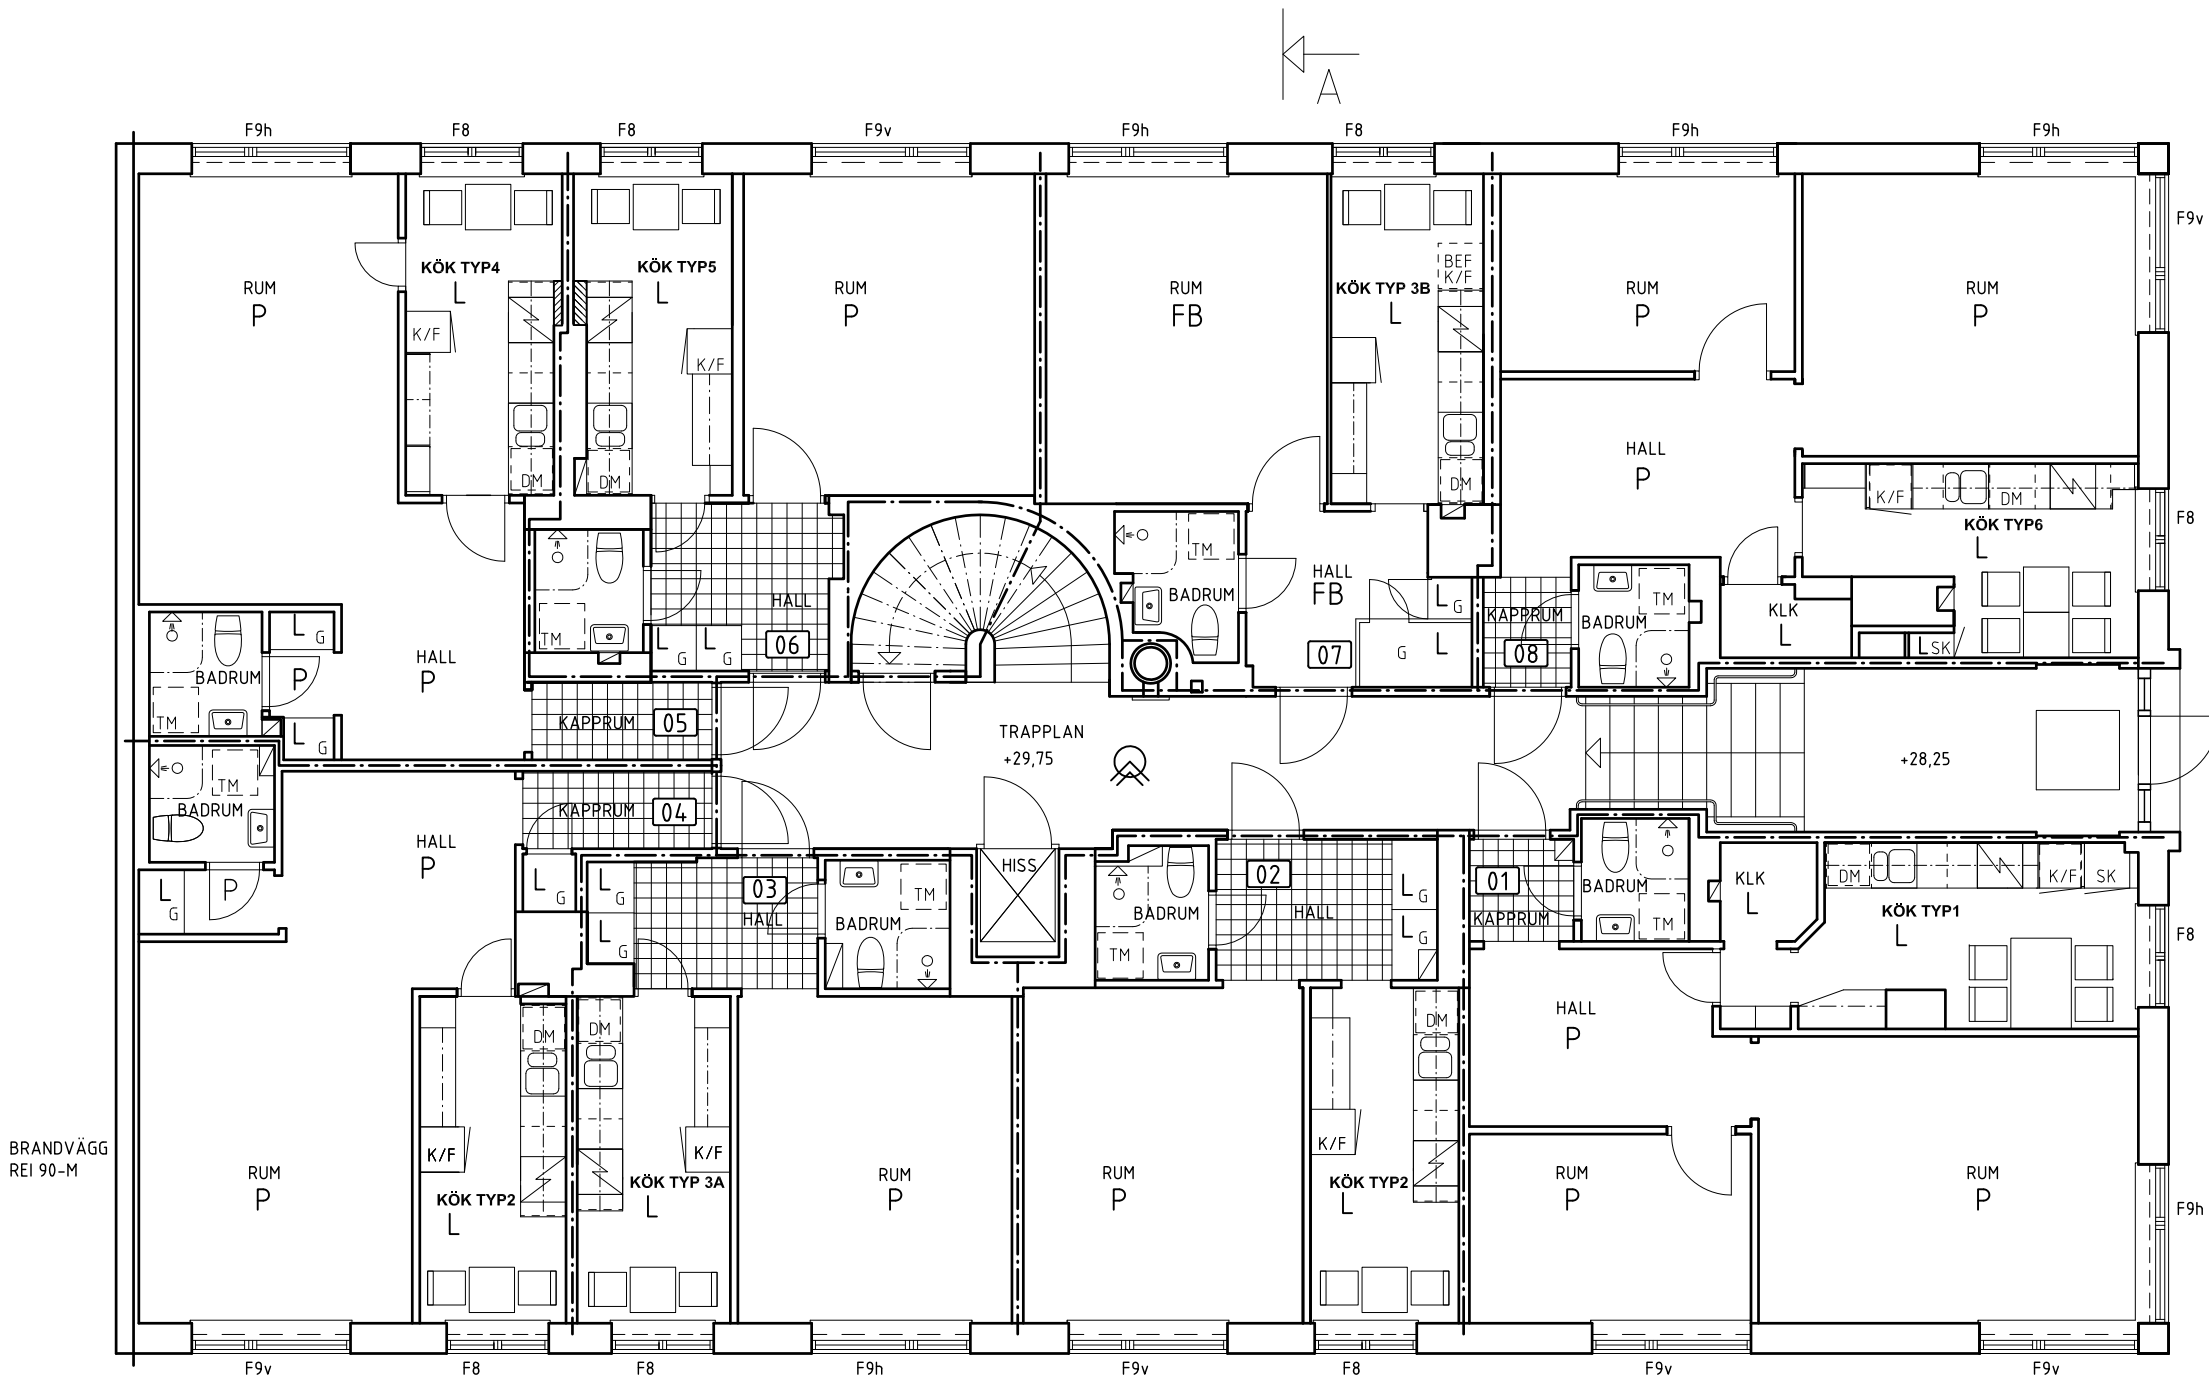 A
F9h
F8
F8
F9v
F9h
F8
F9h
F9h
F9v
KÖK TYP4
L
KÖK TYP5
L
RUM
P
RUM
P
RUM
FB
KÖK TYP 3B
L
BEF
K/F
RUM
P
RUM
P
K/F
K/F
DM
DM
DM
HALL
P
K/F
DM
KÖK TYP6
L
F8
TM
HALL
06
L
G
L
G
TM
BADRUM
HALL
FB
L
G
G
L
07
KAPPRUM
08
TM
BADRUM
KLK
L
L
SK
L
G
BADRUM
P
TM
L
G
HALL
P
KAPPRUM
05
TRAPPLAN
+29,75
+28,25
TM
BADRUM
KAPPRUM
04
HALL
P
L
G
P
L
G
L
G
L
G
03
HALL
TM
BADRUM
HISS
BADRUM
TM
02
HALL
L
G
L
G
01
KAPPRUM
BADRUM
TM
KLK
L
DM
K/F
SK
KÖK TYP1
L
F8
HALL
P
DM
DM
DM
BRANDVÄGG
REI 90-M
K/F
K/F
K/F
RUM
P
KÖK TYP2
L
KÖK TYP 3A
L
RUM
P
RUM
P
KÖK TYP2
L
RUM
P
RUM
P
F9h
F9v
F8
F8
F9h
F9v
F8
F9v
F9v